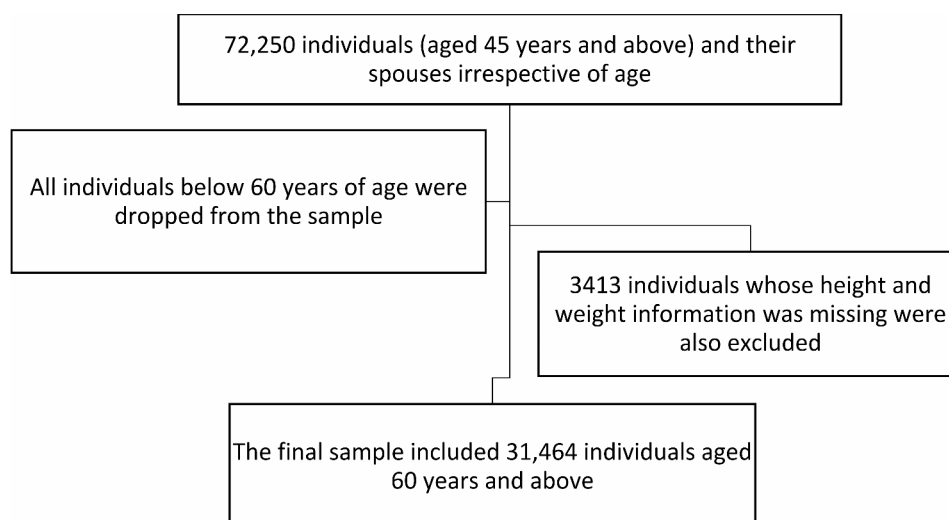 72,250 individuals (aged 45 years and above) and their
spouses irrespective of age
All individuals below 60 years of age were
dropped from the sample
3413 individuals whose height and
weight information was missing were
also excluded
The final sample included 31,464 individuals aged
60 years and above